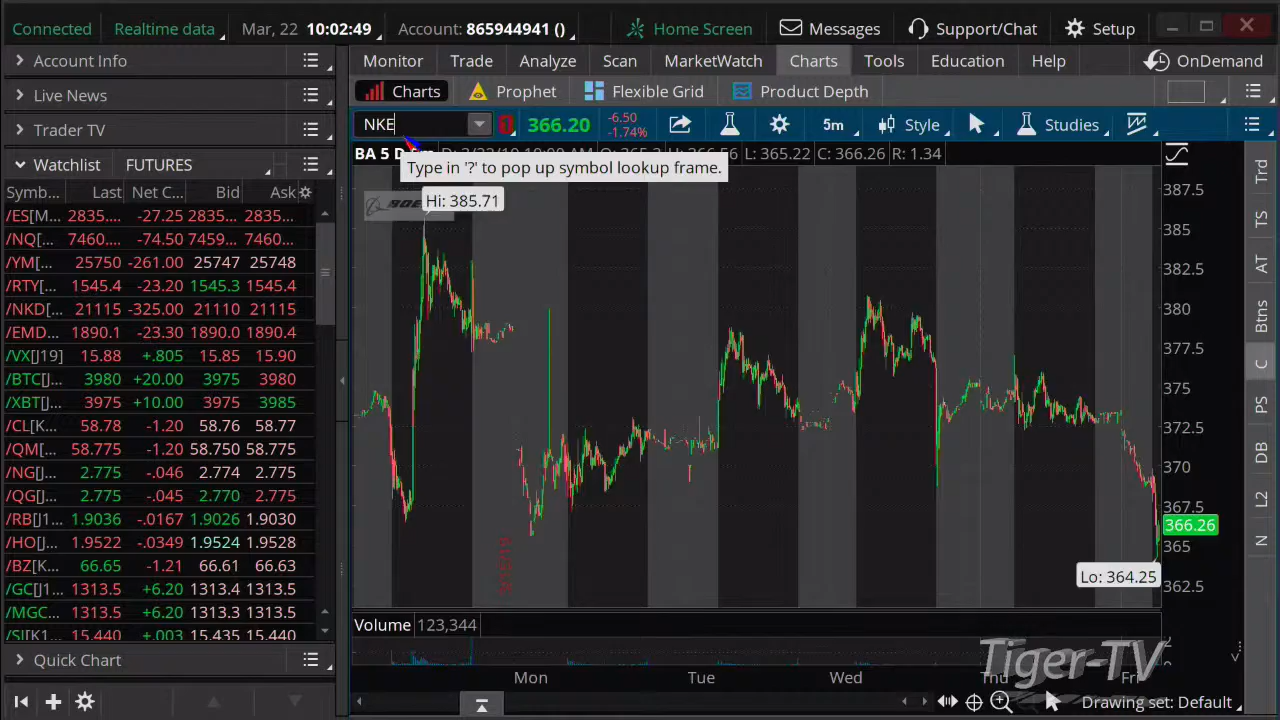 Connected Realtime data Mar, 22 10:02:49 Account: 865944941 () Home Screen Messages Support/Chat Setup
Account Info
Live News
Trader TV
Watchlist FUTURES
Symb... Last Net C... Bid Ask
/ES[M... 2835.... -27.25 2835... 2835...
/NQ[... 7460.... -74.50 7459... 7460...
/YM[... 25750 -261.00 25747 25748
/RTY[... 1545.4 -23.20 1545.3 1545.4
/NKD[... 21115 -325.00 21110 21115
/EMD... 1890.1 -23.30 1890.0 1890.4
/VX[J19] 15.88 +.805 15.85 15.90
/BTC[J... 3980 +20.00 3975 3980
/XBT[J... 3975 +10.00 3975 3985
/CL[K... 58.78 -1.20 58.76 58.77
/QM[... 58.775 -1.20 58.750 58.775
/NG[J... 2.775 -.046 2.774 2.774
/QG[J... 2.775 -.045 2.770 2.775
/RB[J1... 1.9036 -.0167 1.9026 1.9030
/HO[J... 1.9522 -.0349 1.9524 1.9528
/BZ[K... 66.65 -1.21 66.61 66.63
/GC[J... 1313.5 +6.20 1313.4 1313.5
/MGC... 1313.5 +6.20 1313.4 1313.5
/SI[K1... 15.440 +.003 15.435 15.440
Quick Chart
Monitor Trade Analyze Scan MarketWatch Charts Tools Education Help OnDemand
Charts Prophet Flexible Grid Product Depth
NKE 366.20 -6.50 -1.74% 5m Style Studies
BA 5 D L: 365.22 C: 366.26 R: 1.34
Type in '?' to pop up symbol lookup frame.
Hi: 385.71
387.5
385
382.5
380
377.5
375
372.5
370
367.5
366.26
365
362.5
Lo: 364.25
Volume 123,344
Tiger-TV
Mon Tue Wed Thu Fri
Drawing set: Default
Trd
TS
AT
Btns
C
PS
DB
L2
N